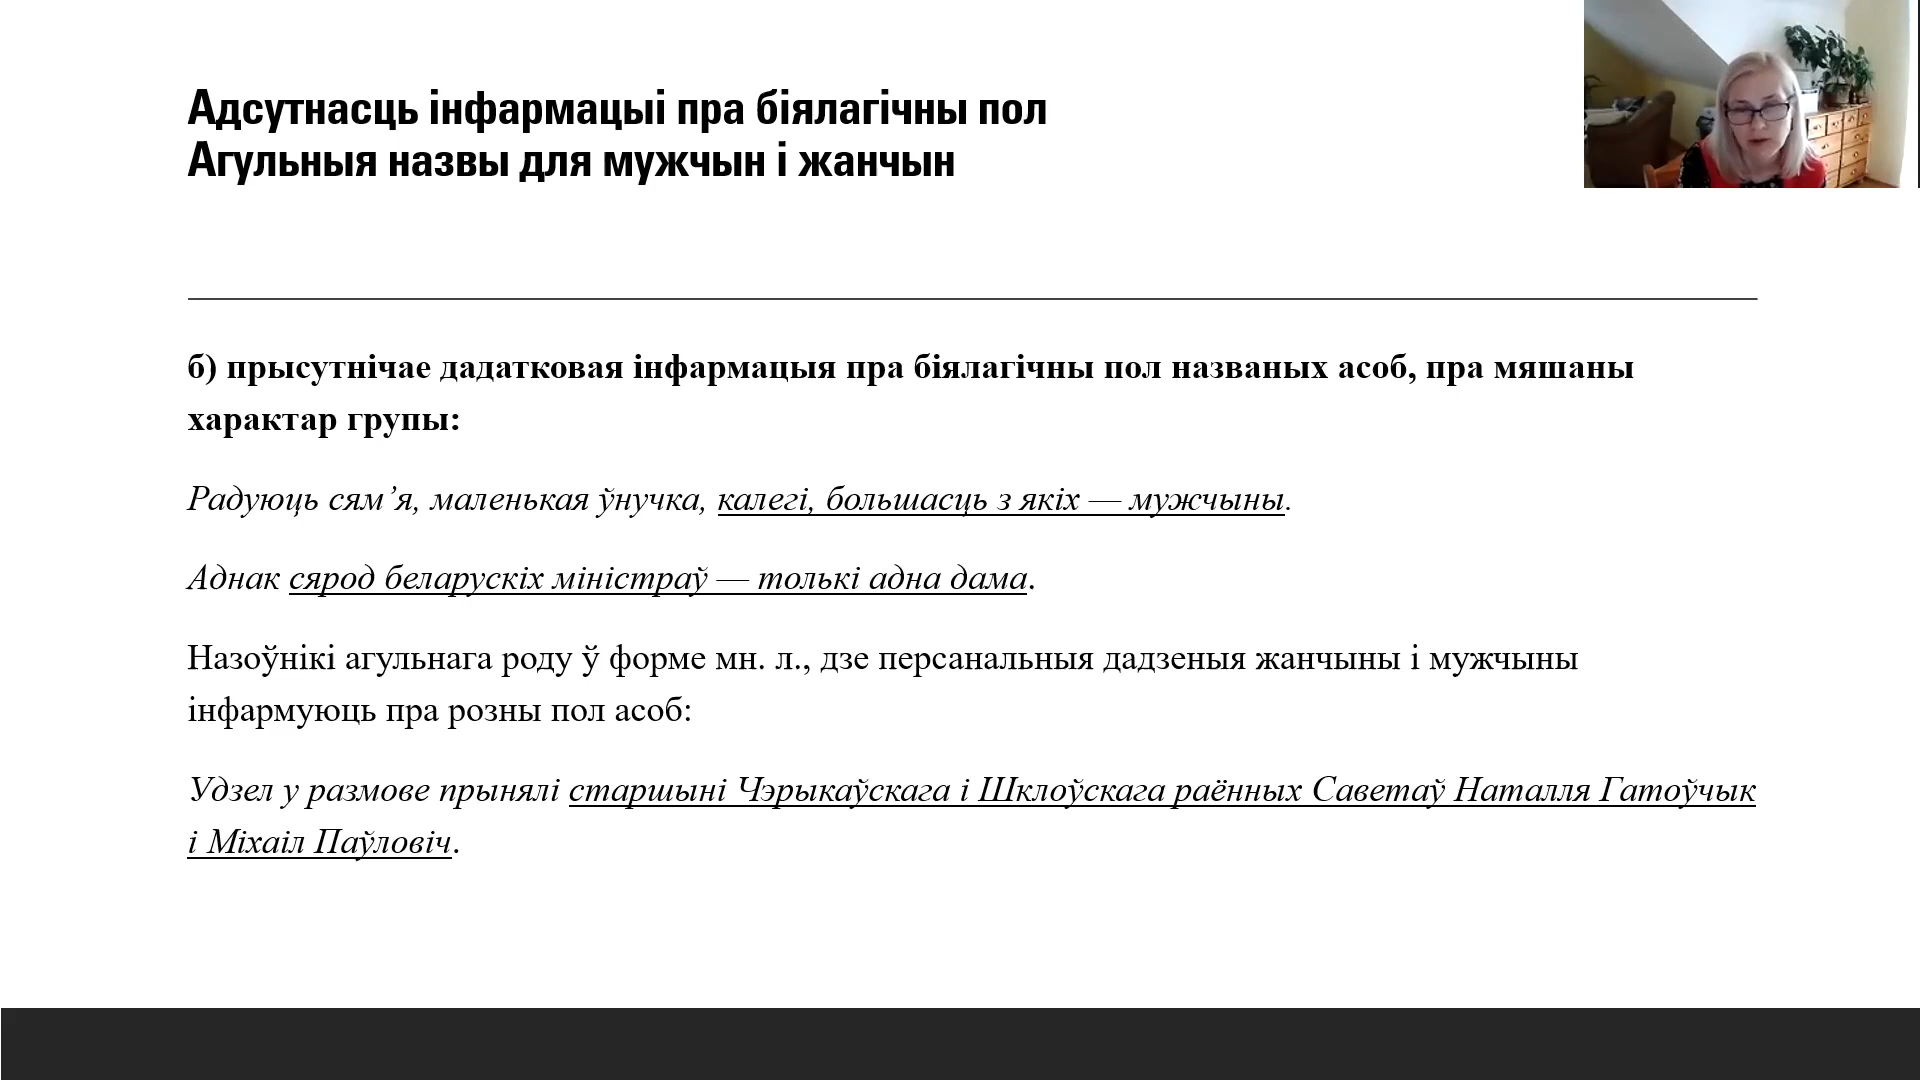 Адсутнасць інфармацыі пра біялагічны пол
Агульныя назвы для мужчын і жанчын
б) прысутнічае дадатковая інфармацыя пра біялагічны пол названых асоб, пра мяшаны
характар групы:
Радуюць сям’я, маленькая ўнучка, калегі, большасць з якіх — мужчыны.
Аднак сярод беларускіх міністраў — толькі адна дама.
Назоўнікі агульнага роду ў форме мн. л., дзе персанальныя дадзеныя жанчыны і мужчыны
інфармуюць пра розны пол асоб:
Удзел у размове прынялі старшыні Чэрыкаўскага і Шклоўскага раённых Саветаў Наталля Гатоўчык
і Міхаіл Паўловіч.